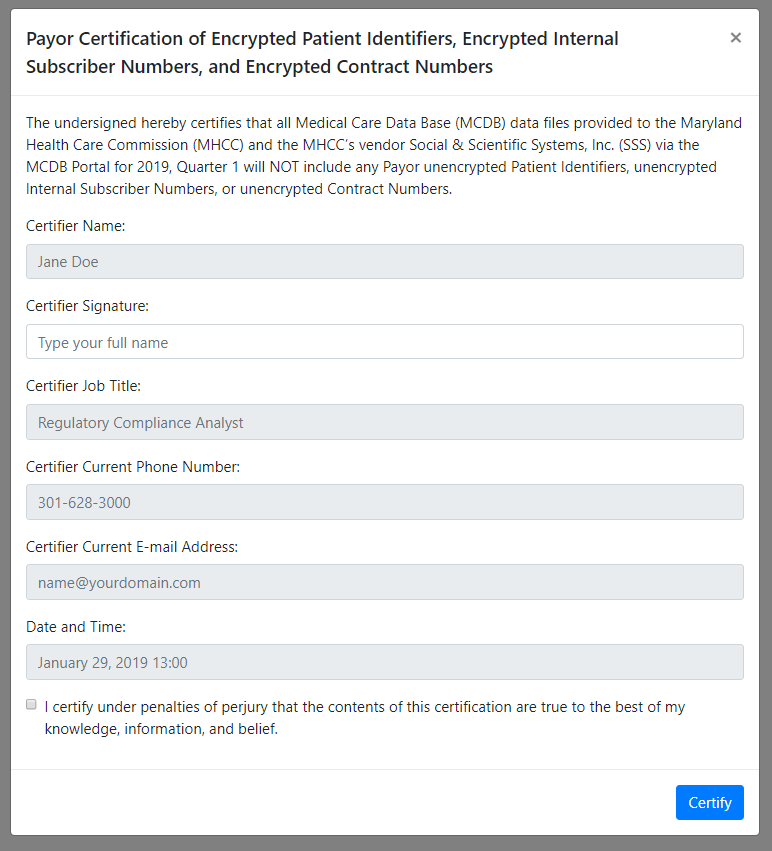 Payor Certification of Encrypted Patient Identifiers, Encrypted Internal
Subscriber Numbers, and Encrypted Contract Numbers
×
The undersigned hereby certifies that all Medical Care Data Base (MCDB) data files provided to the Maryland
Health Care Commission (MHCC) and the MHCC's vendor Social & Scientific Systems, Inc. (SSS) via the
MCDB Portal for 2019, Quarter 1 will NOT include any Payor unencrypted Patient Identifiers, unencrypted
Internal Subscriber Numbers, or unencrypted Contract Numbers.
Certifier Name:
Jane Doe
Certifier Signature:
Type your full name
Certifier Job Title:
Regulatory Compliance Analyst
Certifier Current Phone Number:
301-628-3000
Certifier Current E-mail Address:
name@yourdomain.com
Date and Time:
January 29, 2019 13:00
I certify under penalties of perjury that the contents of this certification are true to the best of my
knowledge, information, and belief.
Certify